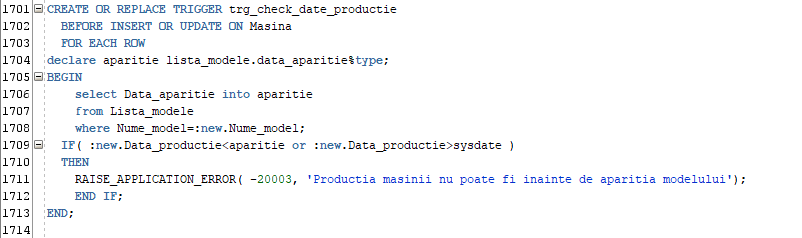 1701 CREATE OR REPLACE TRIGGER trg_check_date_productie
1702 BEFORE INSERT OR UPDATE ON Masina
1703 FOR EACH ROW
1704 declare aparitie lista_modele.data_aparitie%type;
1705 BEGIN
1706 select Data_aparitie into aparitie
1707 from Lista_modele
1708 where Nume_model=:new.Nume_model;
1709 IF( :new.Data_productie<aparitie or :new.Data_productie>sysdate )
1710 THEN
1711 RAISE_APPLICATION_ERROR( -20003, 'Productia masinii nu poate fi inainte de aparitia modelului');
1712 END IF;
1713 END;
1714